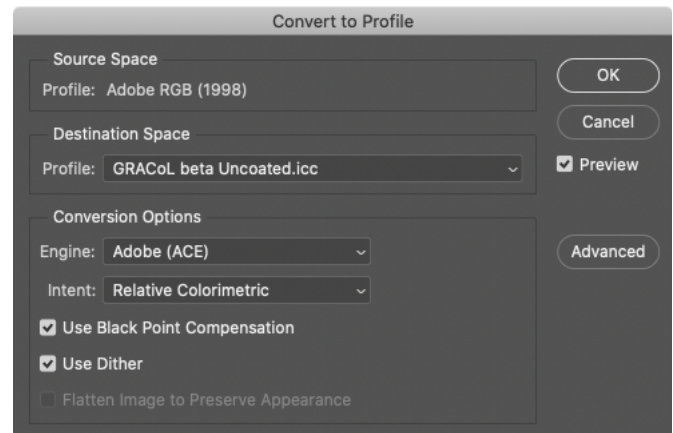 Convert to Profile
Source Space
Profile: Adobe RGB (1998)
OK
Cancel
Destination Space
Profile: GRACoL beta Uncoated.icc
Preview
Conversion Options
Engine: Adobe (ACE)
Advanced
Intent: Relative Colorimetric
Use Black Point Compensation
Use Dither
Flatten Image to Preserve Appearance